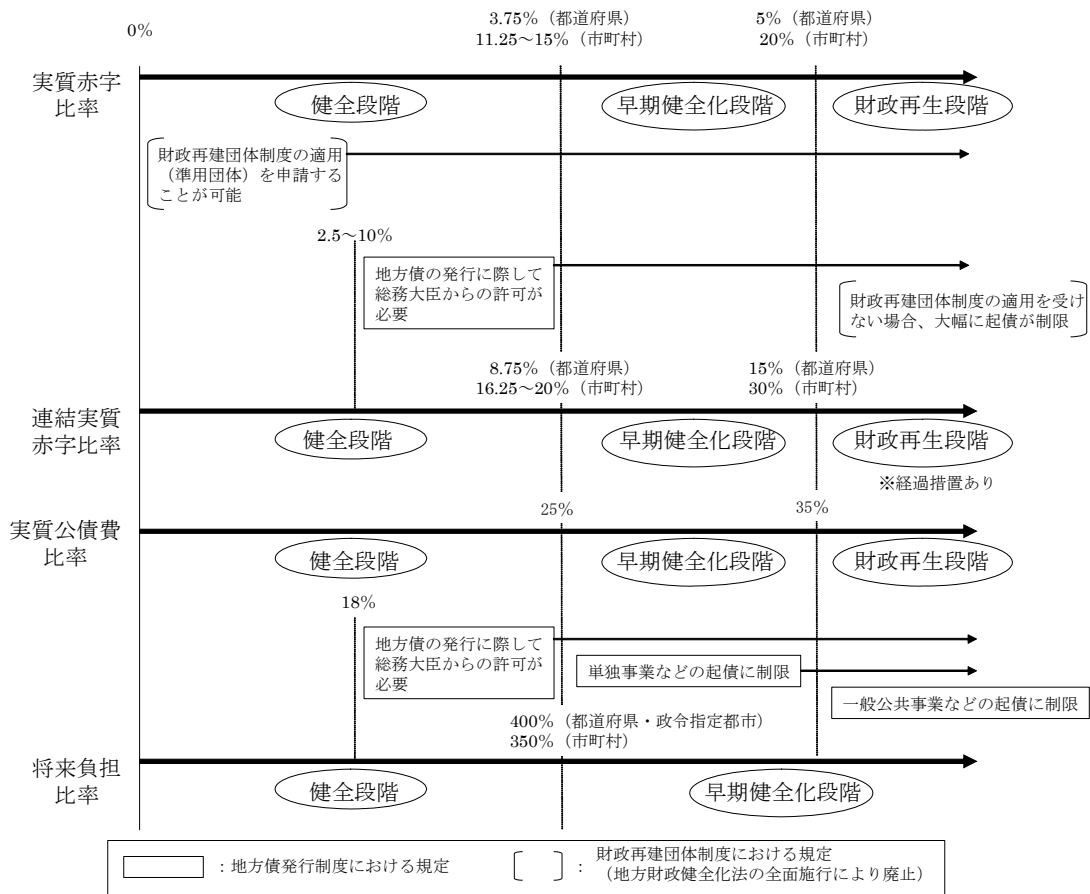 0%
3.75%（都道府県）
11.25～15%（市町村）
5%（都道府県）
20%（市町村）
実質赤字
比率
健全段階
早期健全化段階
財政再生段階
財政再建団体制度の適用
（準用団体）を申請する
ことが可能
2.5～10%
地方債の発行に際して
総務大臣からの許可が
必要
財政再建団体制度の適用を受け
ない場合、大幅に起債が制限
8.75%（都道府県）
16.25～20%（市町村）
15%（都道府県）
30%（市町村）
連結実質
赤字比率
健全段階
早期健全化段階
財政再生段階
※経過措置あり
25%
35%
実質公債費
比率
健全段階
早期健全化段階
財政再生段階
18%
地方債の発行に際して
総務大臣からの許可が
必要
単独事業などの起債に制限
一般公共事業などの起債に制限
400%（都道府県・政令指定都市）
350%（市町村）
将来負担
比率
健全段階
早期健全化段階
：地方債発行制度における規定
：財政再建団体制度における規定
（地方財政健全化法の全面施行により廃止）